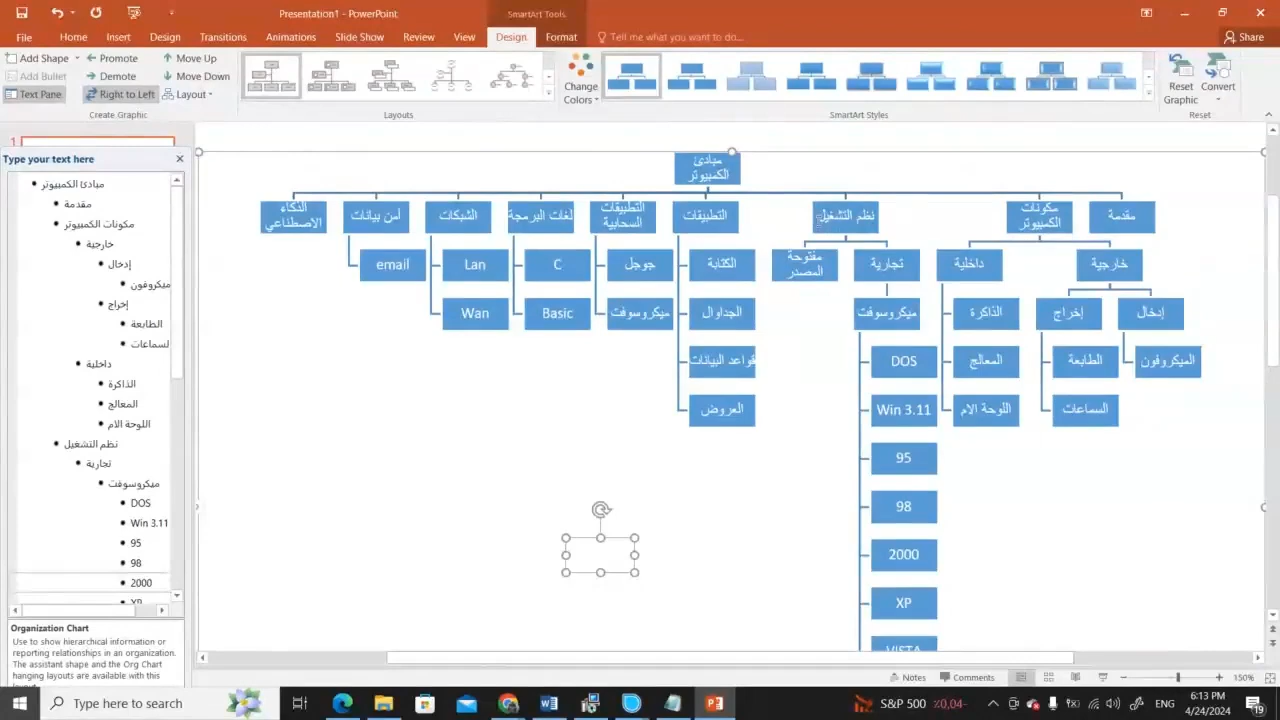 Presentation1 - PowerPoint
SmartArt Tools
File Home Insert Design Transitions Animations Slide Show Review View Design Format Tell me what you want to do... Share
Add Shape Promote Move Up
Add Bullet Demote Move Down
Text Pane Right to Left Layout
Create Graphic
Layouts
Change Colors
SmartArt Styles
Reset Graphic
Convert
Reset
1
Type your text here
مبادئ الكمبيوتر
مقدمة
مكونات الكمبيوتر
خارجية
إدخال
ميكروفون
إخراج
الطابعة
لسماعات
داخلية
الذاكرة
المعالج
اللوحة الام
نظم التشغيل
تجارية
ميكروسوفت
DOS
Win 3.11
95
98
2000
XP
Organization Chart
Use to show hierarchical information or
reporting relationships in an organization.
The assistant shape and the Org Chart
hanging layouts are available with this
مبادئ
الكمبيوتر
مقدمة
مكونات
الكمبيوتر
نظم التشغيل
التطبيقات
التطبيقات
السحابية
لغات البرمجة
الشبكات
أمن بيانات
الذكاء
الاصطناعي
خارجية
داخلية
تجارية
مفتوحة
المصدر
الكتابة
جوجل
C
Lan
email
إدخال
إخراج
الذاكرة
ميكروسوفت
الجداوال
ميكروسوفت
Basic
Wan
الميكروفون
الطابعة
المعالج
DOS
قواعد البيانات
السماعات
اللوحة الام
Win 3.11
العروض
95
98
2000
XP
VISTA
Notes Comments 150%
Type here to search
S&P 500 %0,04-
ENG
6:13 PM
4/24/2024
19